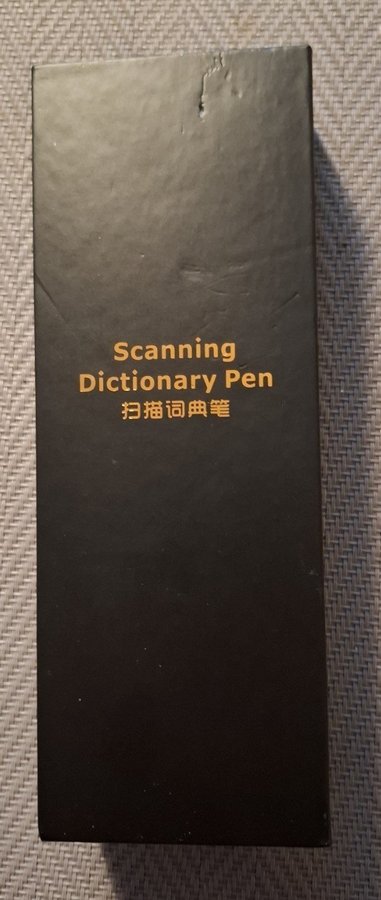 Scanning
Dictionary Pen
扫描词典笔